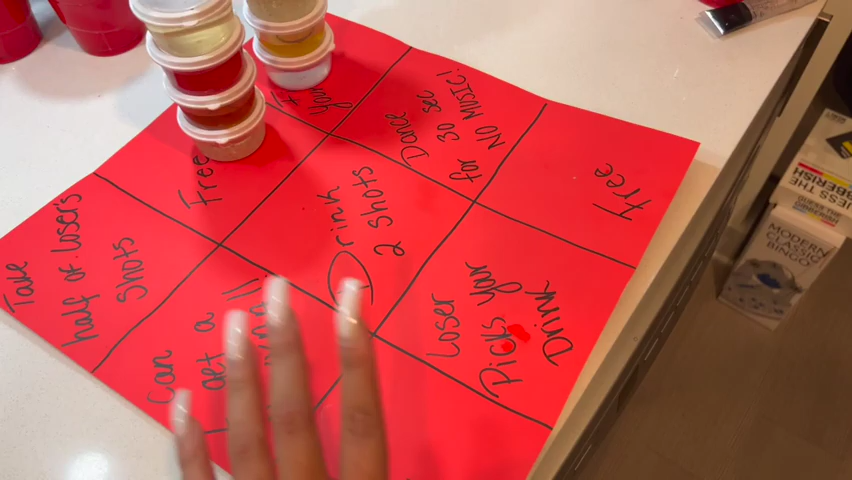 Your
Dance
for 30 sec
NO MUSIC!
Free
Free
Drink
2 Shots
Loser
Picks Your
Drink
Take
half of loser's
shots
Can
get a
MODERN
CLASSIC
BINGO